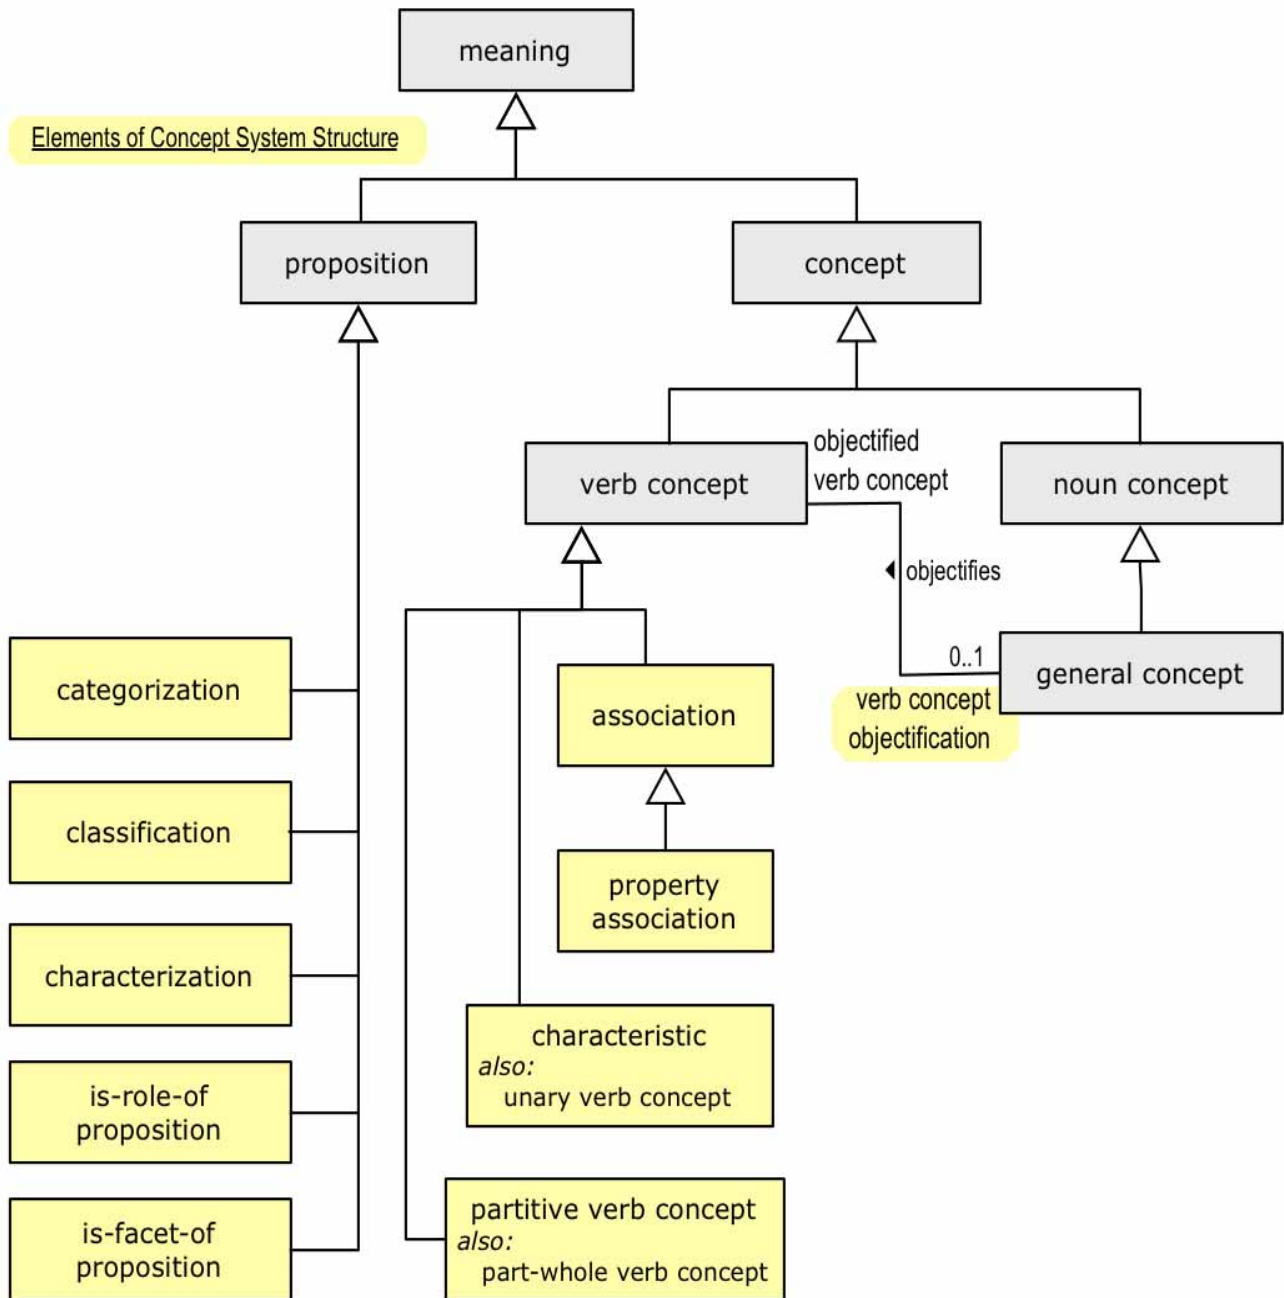 meaning
Elements of Concept System Structure
proposition
concept
objectified
verb concept
verb concept
noun concept
objectifies
0..1
general concept
verb concept
objectification
categorization
association
classification
property
association
characterization
characteristic
also:
unary verb concept
is-role-of
proposition
partitive verb concept
also:
part-whole verb concept
is-facet-of
proposition